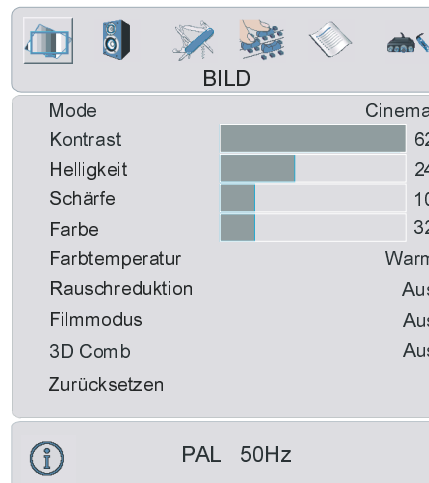 BILD
Mode Cinema
Kontrast 62
Helligkeit 24
Schärfe 10
Farbe 32
Farbtemperatur Warm
Rauschreduktion Aus
Filmmodus Aus
3D Comb Aus
Zurücksetzen
PAL 50Hz